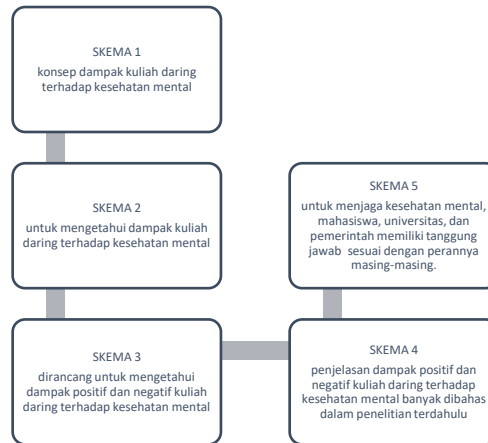 SKEMA 1
konsep dampak kuliah daring
terhadap kesehatan mental
SKEMA 2
untuk mengetahui dampak kuliah
daring terhadap kesehatan mental
SKEMA 3
dirancang untuk mengetahui
dampak positif dan negatif kuliah
daring terhadap kesehatan mental
SKEMA 4
penjelasan dampak positif dan
negatif kuliah daring terhadap
kesehatan mental banyak dibahas
dalam penelitian terdahulu
SKEMA 5
untuk menjaga kesehatan mental,
mahasiswa, universitas, dan
pemerintah memiliki tanggung
jawab  sesuai dengan perannya
masing-masing.